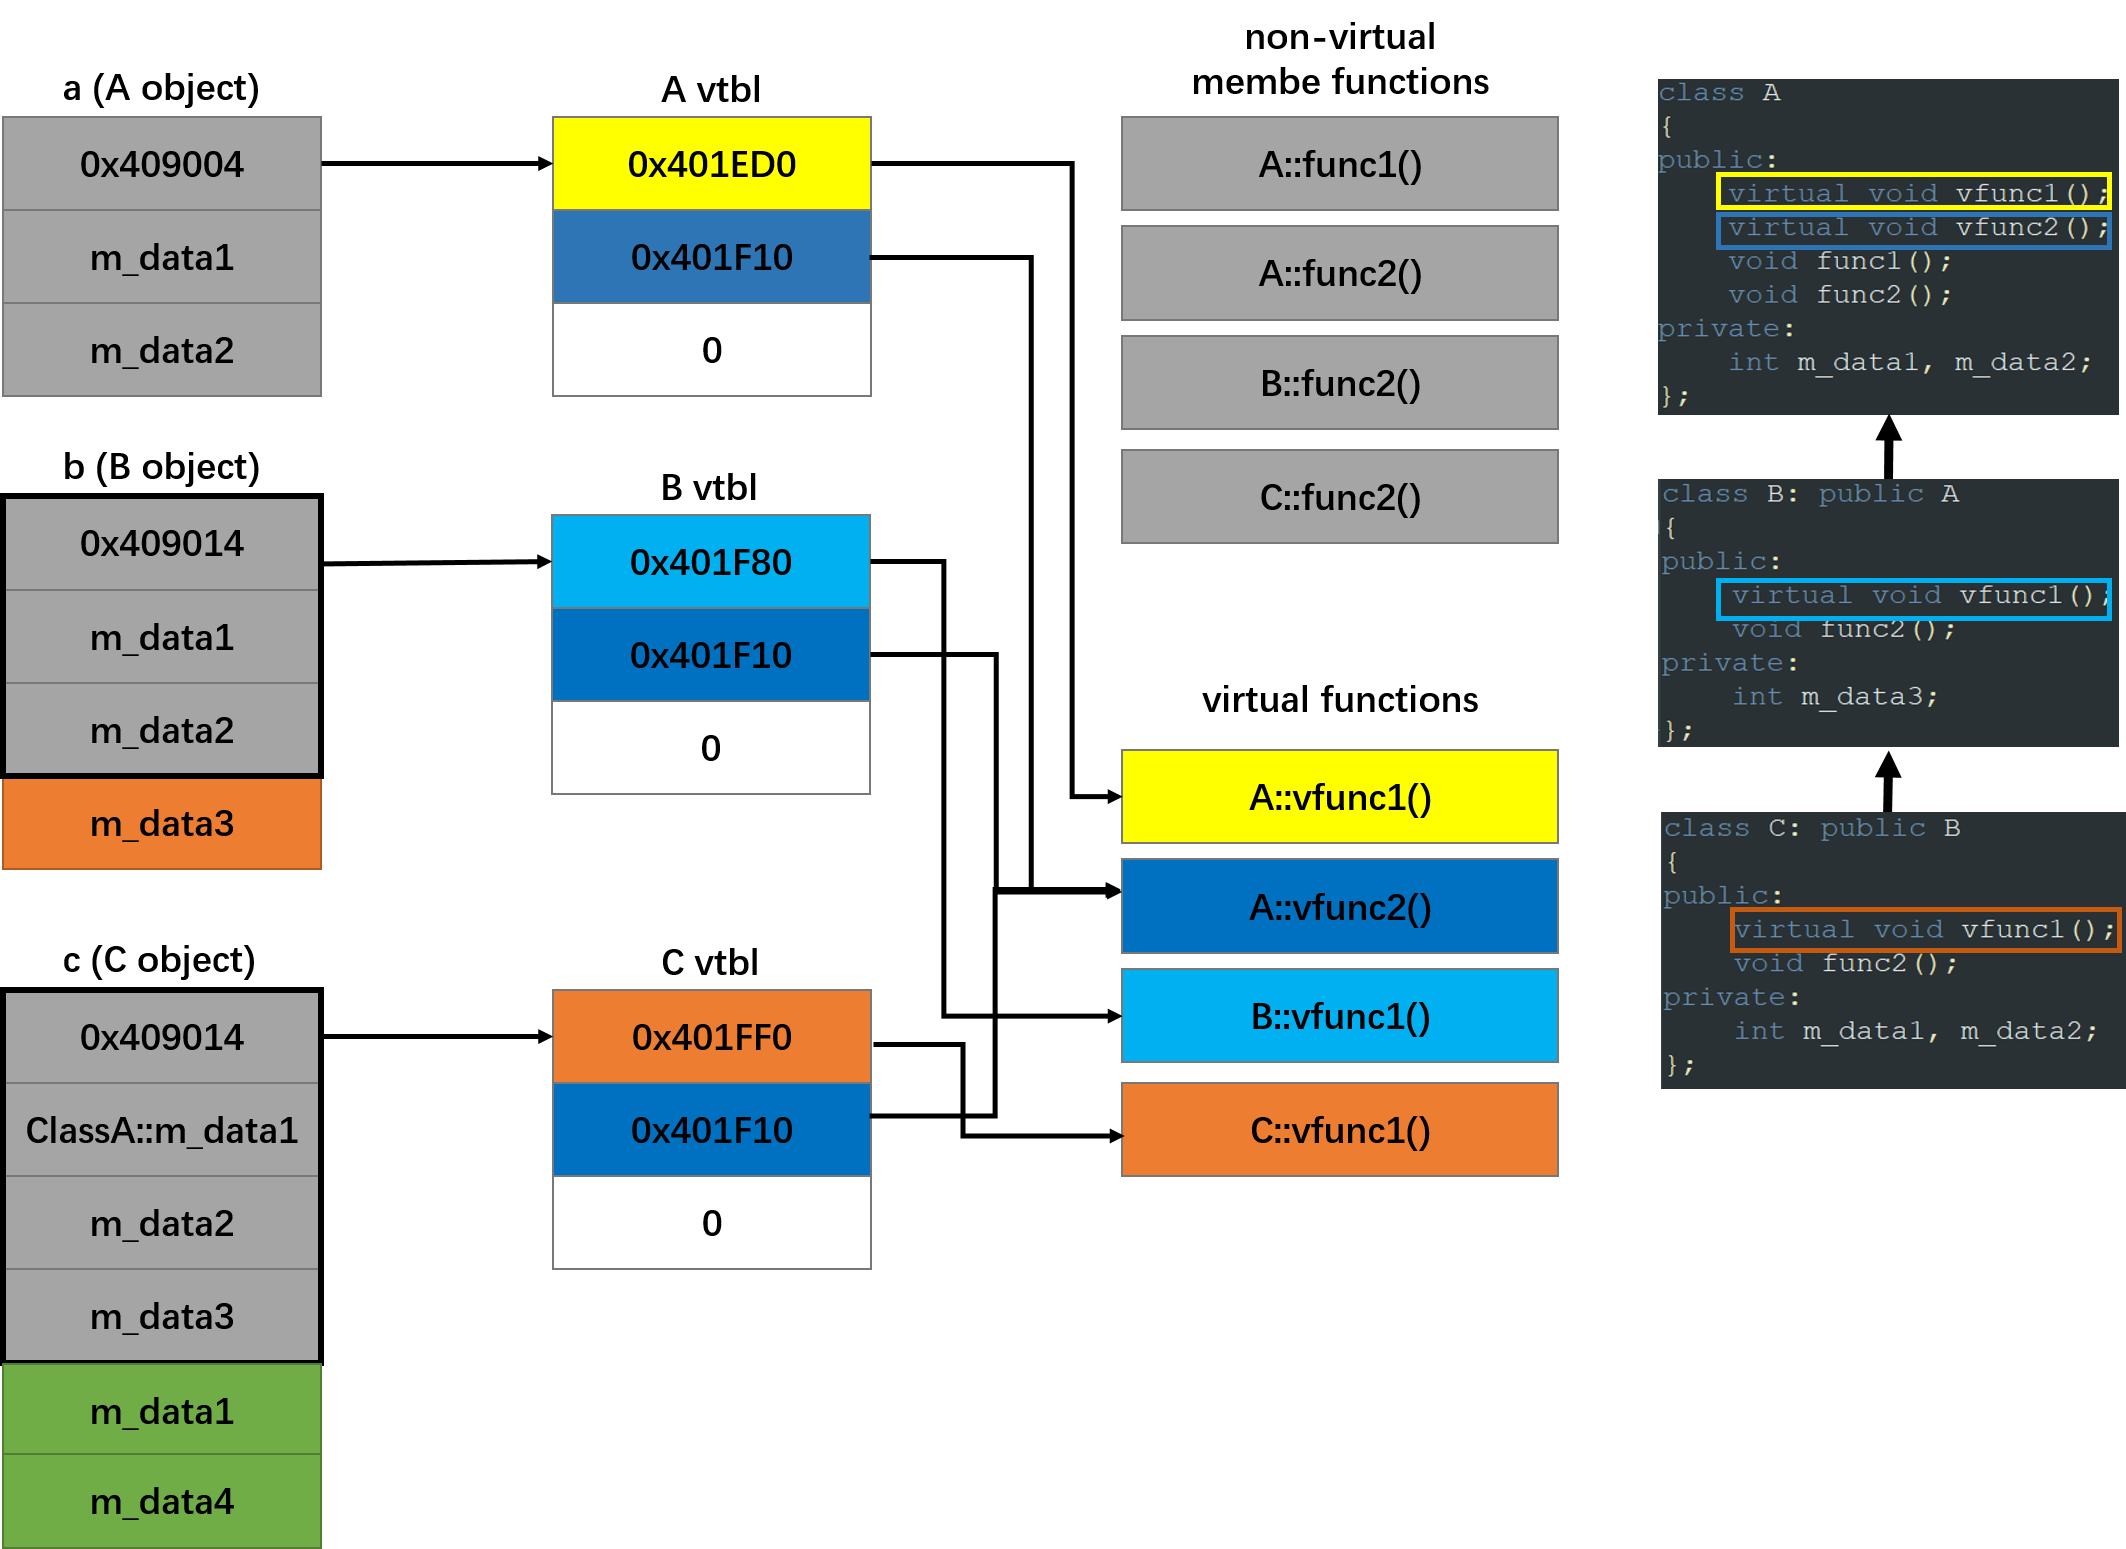 a (A object)
0x409004
m_data1
m_data2
b (B object)
0x409014
m_data1
m_data2
m_data3
c (C object)
0x409014
ClassA::m_data1
m_data2
m_data3
m_data1
m_data4
A vtbl
0x401ED0
0x401F10
0
B vtbl
0x401F80
0x401F10
0
C vtbl
0x401FF0
0x401F10
0
non-virtual
membe functions
A::func1()
A::func2()
B::func2()
C::func2()
virtual functions
A::vfunc1()
A::vfunc2()
B::vfunc1()
C::vfunc1()
class A
{
public:
virtual void vfunc1();
virtual void vfunc2();
void func1();
void func2();
private:
int m_data1, m_data2;
};
class B: public A
{
public:
virtual void vfunc1();
void func2();
private:
int m_data3;
};
class C: public B
{
public:
virtual void vfunc1();
void func2();
private:
int m_data1, m_data2;
};